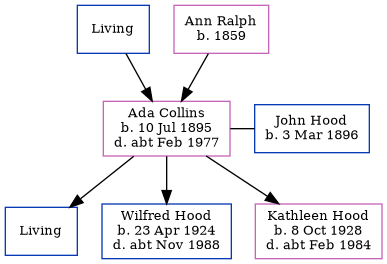 Living
Ann Ralph
b. 1859
Ada Collins
b. 10 Jul 1895
d. abt Feb 1977
John Hood
b. 3 Mar 1896
Living
Wilfred Hood
b. 23 Apr 1924
d. abt Nov 1988
Kathleen Hood
b. 8 Oct 1928
d. abt Feb 1984